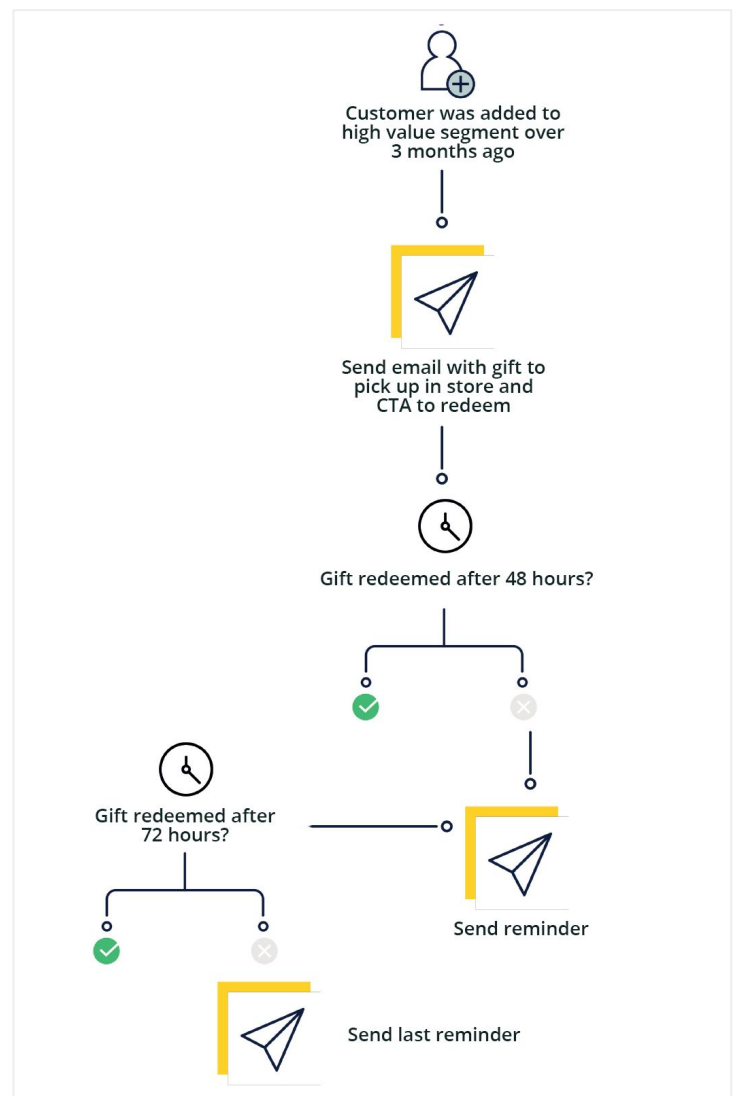 Customer was added to
high value segment over
3 months ago
Send email with gift to
pick up in store and
CTA to redeem
Gift redeemed after 48 hours?
Gift redeemed after
72 hours?
Send reminder
Send last reminder